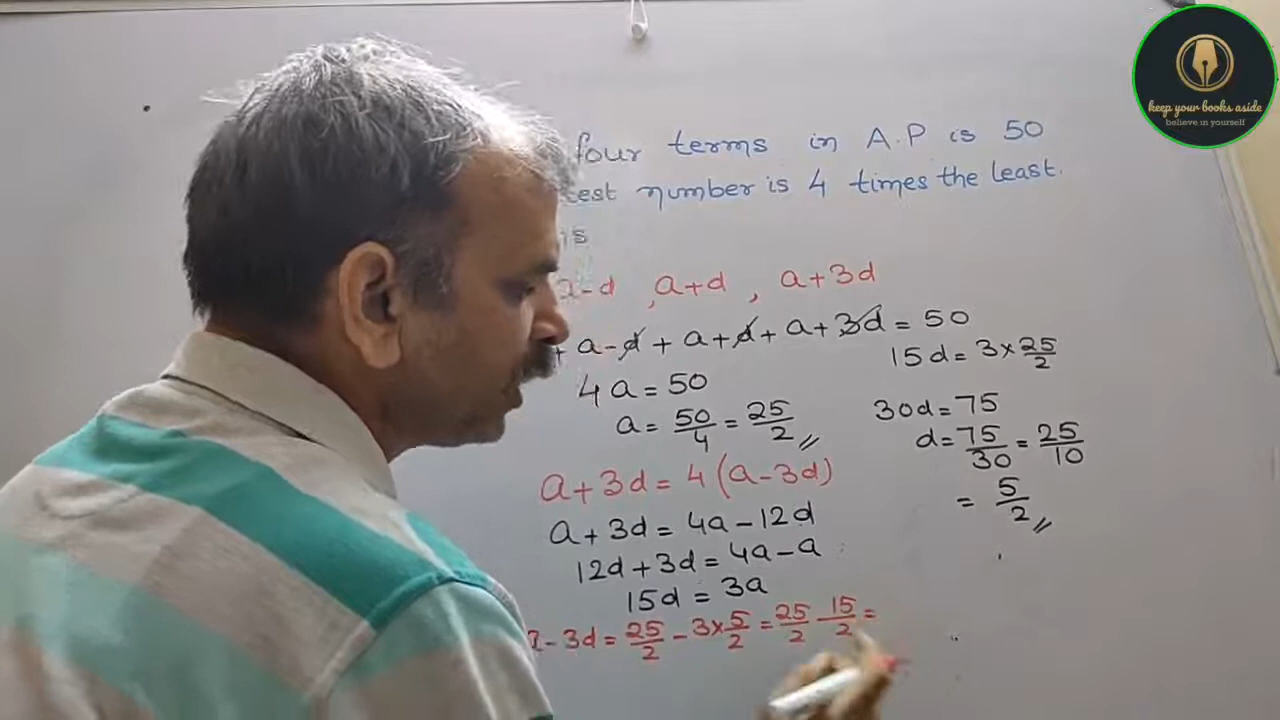 keep your books aside
believe in yourself
four terms in A.P is 50
test number is 4 times the least.
is
a-d , a+d , a+3d
+ a-d + a+d + a+3d = 50
4a = 50
a = 50/4 = 25/2 //
a+3d = 4(a-3d)
a+3d = 4a-12d
12d+3d = 4a-a
15d = 3a
a-3d = 25/2 - 3×5/2 = 25/2 - 15/2 =
15d = 3×25/2
30d = 75
d = 75/30 = 25/10
= 5/2 //